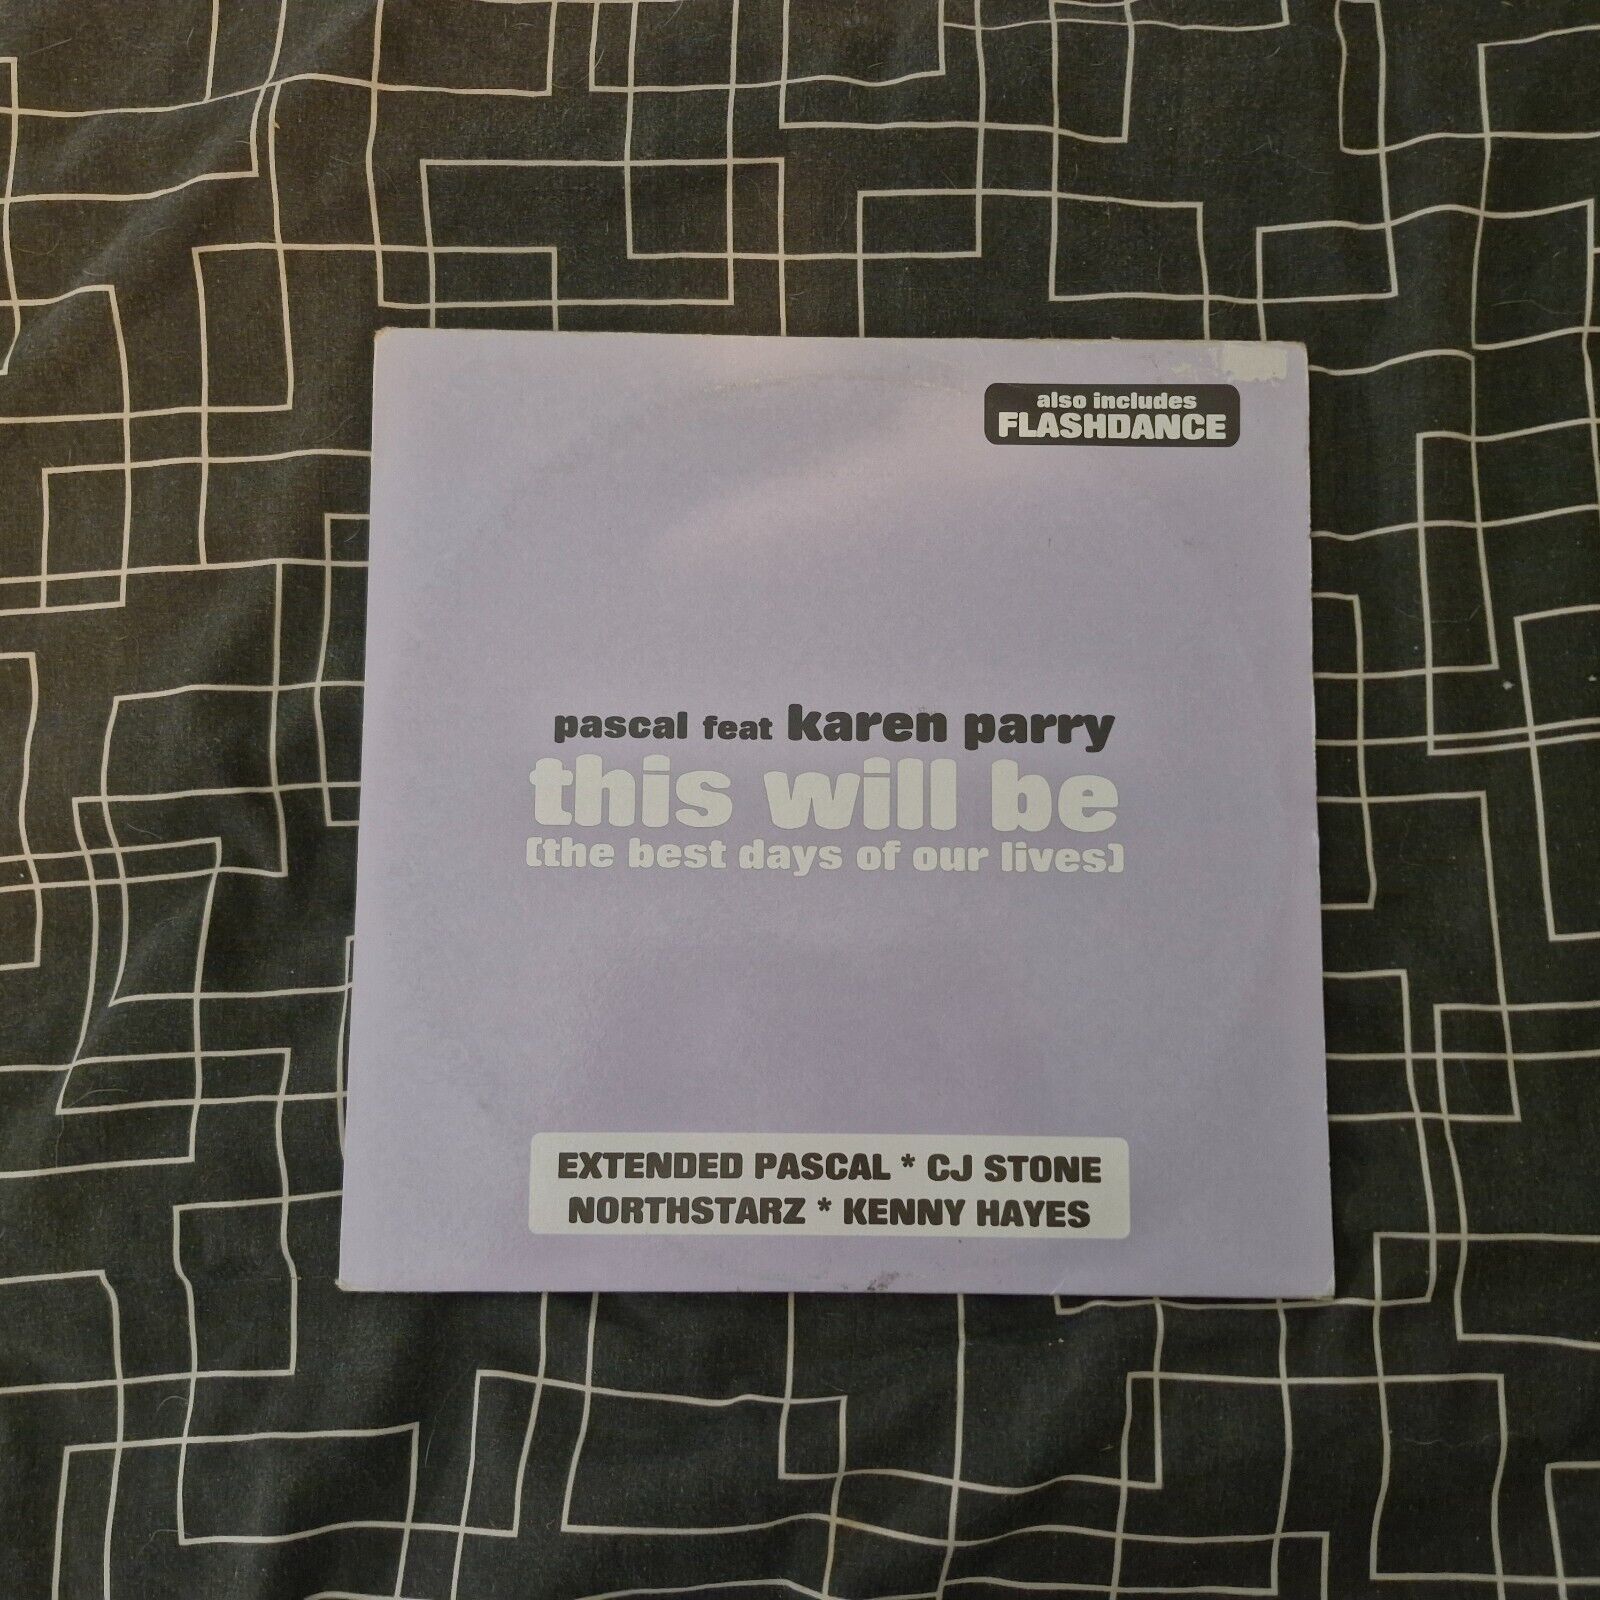 also includes
FLASHDANCE
pascal feat karen parry
this will be
(the best days of our lives)
EXTENDED PASCAL * CJ STONE
NORTHSTARZ * KENNY HAYES